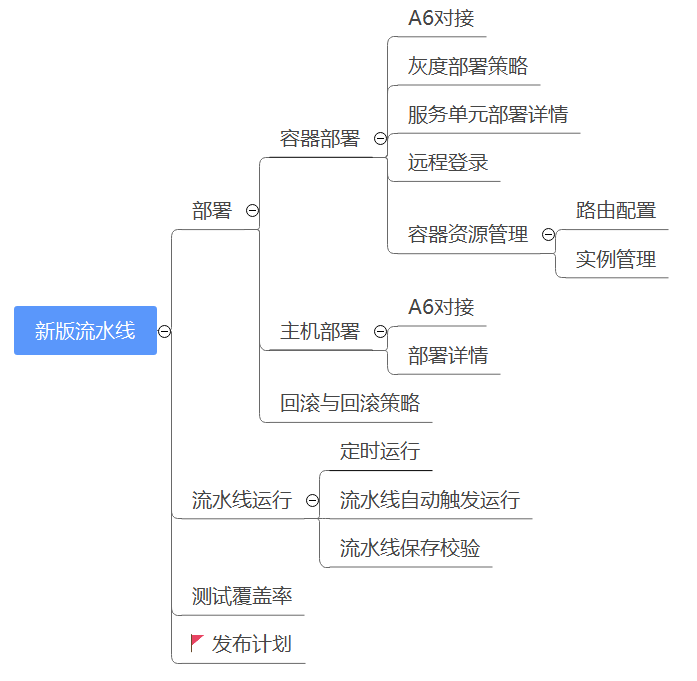 新版流水线
部署
容器部署
A6对接
灰度部署策略
服务单元部署详情
远程登录
容器资源管理
路由配置
实例管理
主机部署
A6对接
部署详情
回滚与回滚策略
流水线运行
定时运行
流水线自动触发运行
流水线保存校验
测试覆盖率
发布计划